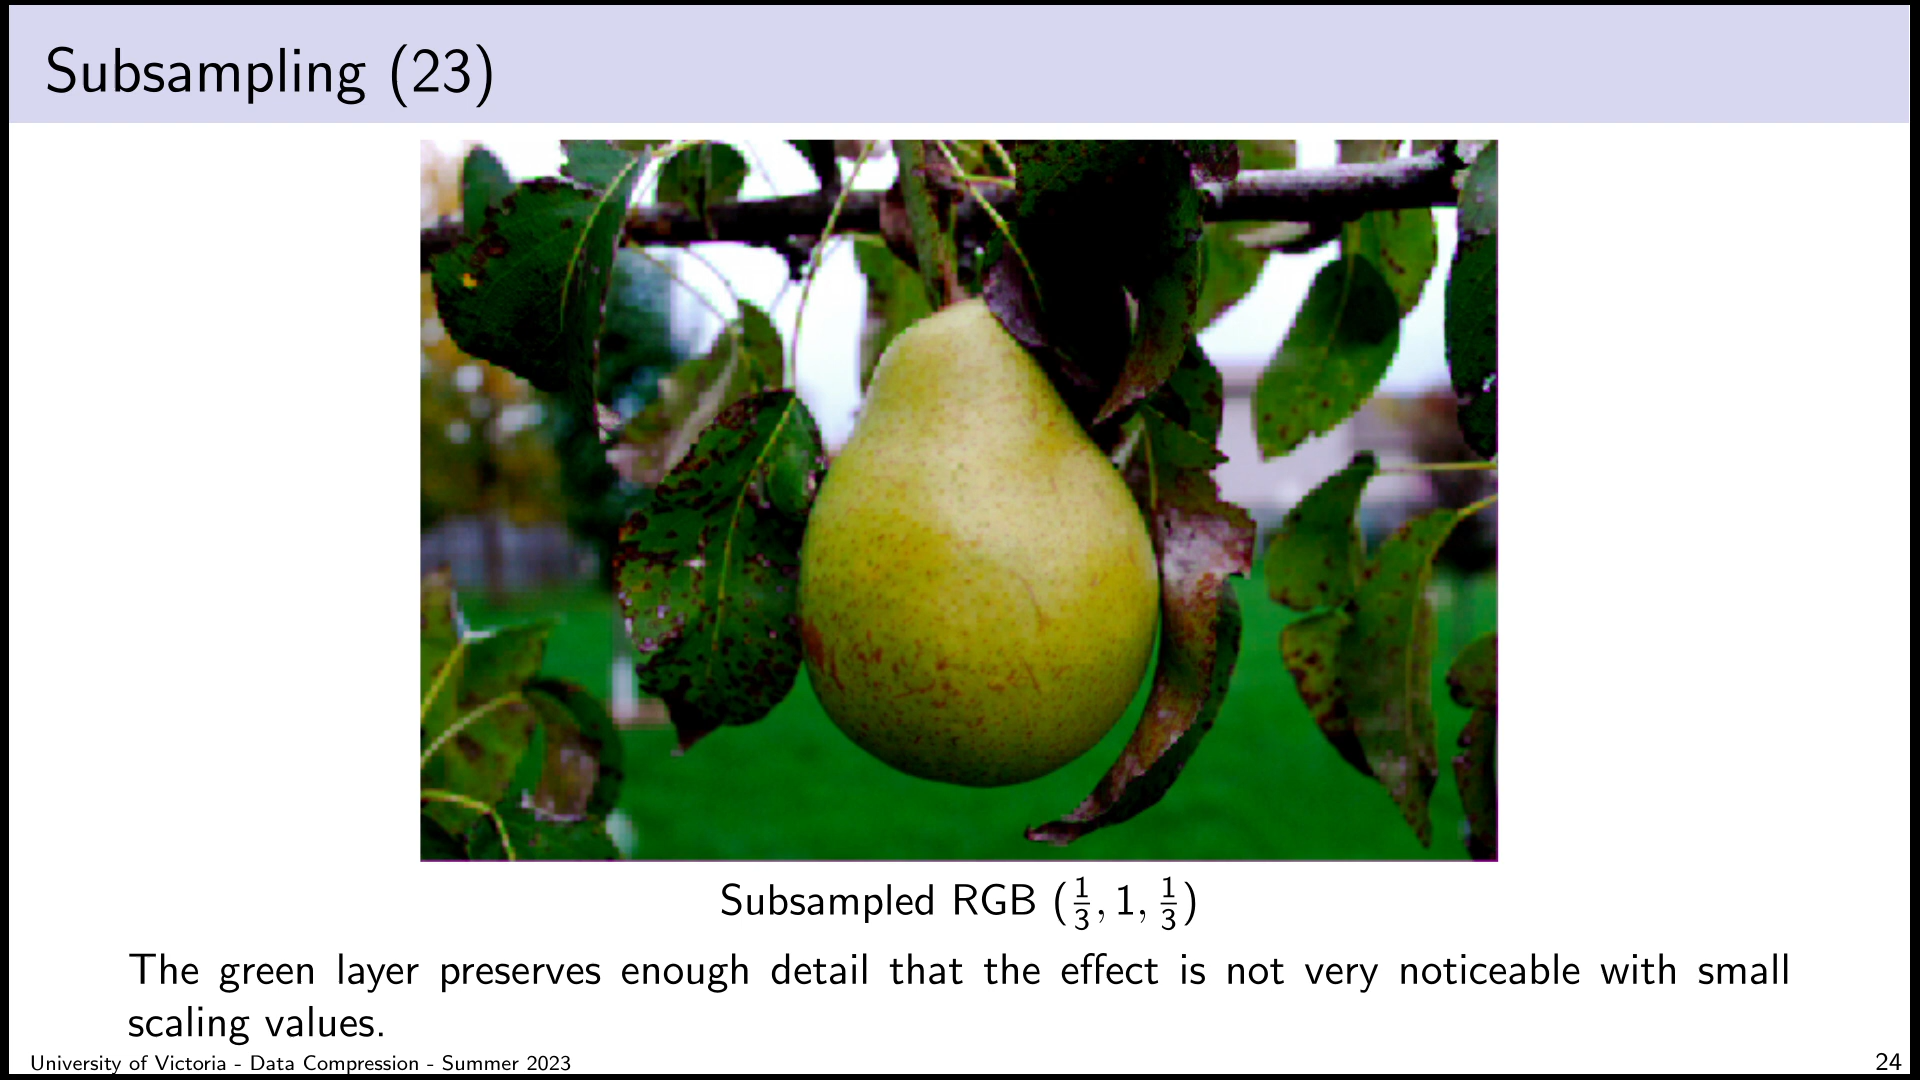 Subsampling (23)
Subsampled RGB (1/3, 1, 1/3)
The green layer preserves enough detail that the effect is not very noticeable with small
scaling values.
University of Victoria - Data Compression - Summer 2023
24